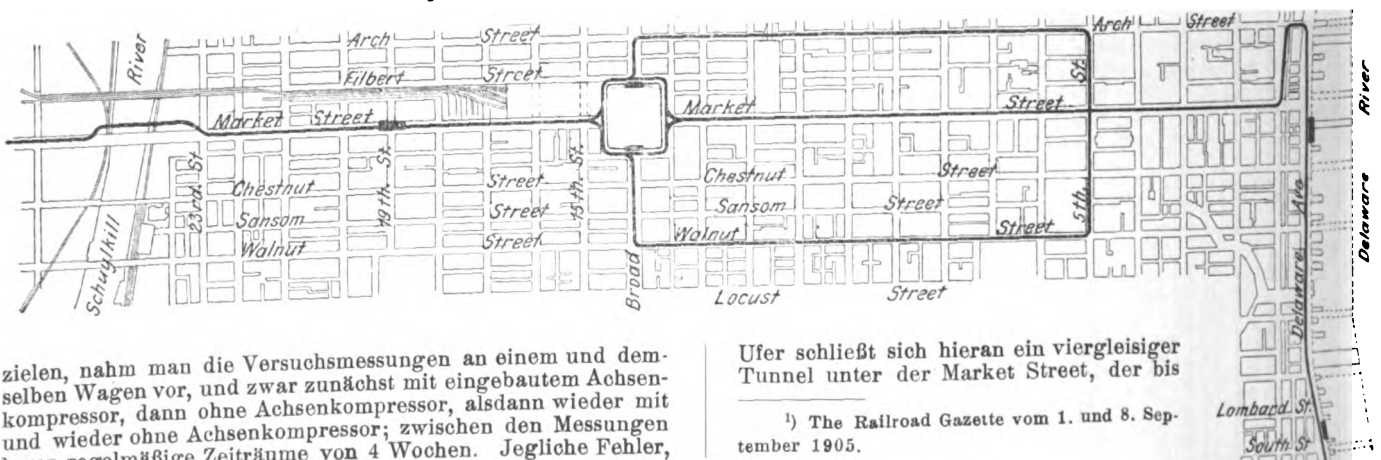 Arch Street
Arch Street
River
Filbert Street
Market Street
Market Street
River
23rd. St.
19th. St.
15th. St.
5th. St.
Chestnut Street
Chestnut Street
Sansom Street
Sansom Street
Walnut Street
Walnut Street
Schuylkill
Broad
Locust Street
Delaware Ave
Delaware
Lombard St.
South St
zielen, nahm man die Versuchsmessungen an einem und dem-
selben Wagen vor, und zwar zunächst mit eingebautem Achsen-
kompressor, dann ohne Achsenkompressor, alsdann wieder mit
und wieder ohne Achsenkompressor; zwischen den Messungen
regelmäßige Zeiträume von 4 Wochen. Jegliche Fehler,
Ufer schließt sich hieran ein viergleisiger
Tunnel unter der Market Street, der bis
¹) The Railroad Gazette vom 1. und 8. Sep-
tember 1905.